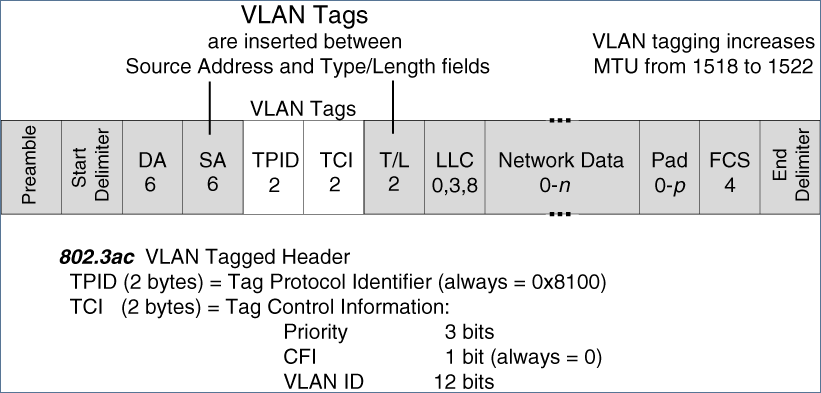 VLAN Tags
are inserted between
Source Address and Type/Length fields
VLAN tagging increases
MTU from 1518 to 1522
VLAN Tags
Preamble
Start
Delimiter
DA
6
SA
6
TPID
2
TCI
2
T/L
2
LLC
0,3,8
Network Data
0-n
Pad
0-p
FCS
4
End
Delimiter
802.3ac VLAN Tagged Header
TPID (2 bytes) = Tag Protocol Identifier (always = 0x8100)
TCI (2 bytes) = Tag Control Information:
Priority 3 bits
CFI 1 bit (always = 0)
VLAN ID 12 bits